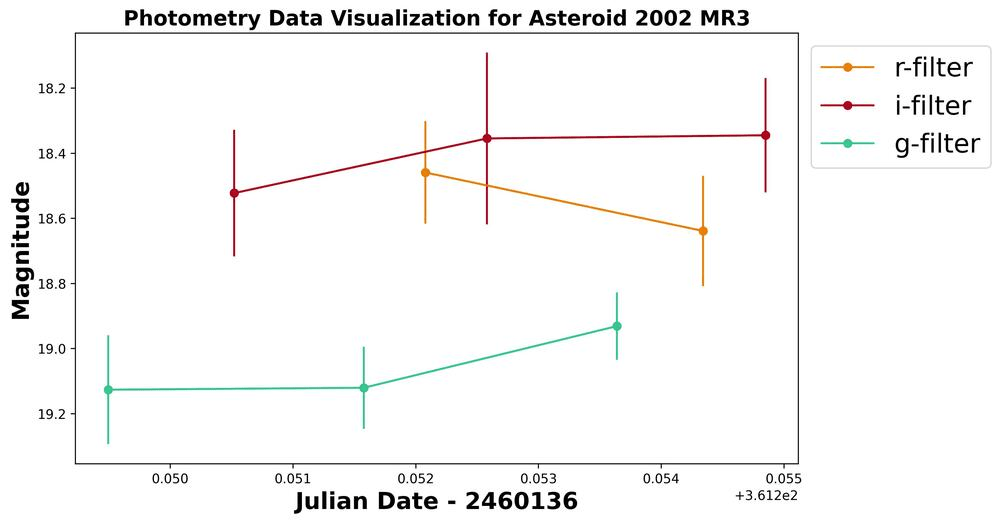 Photometry Data Visualization for Asteroid 2002 MR3
Magnitude
18.2
18.4
18.6
18.8
19.0
19.2
0.050 0.051 0.052 0.053 0.054 0.055
+3.612e2
Julian Date - 2460136
r-filter
i-filter
g-filter